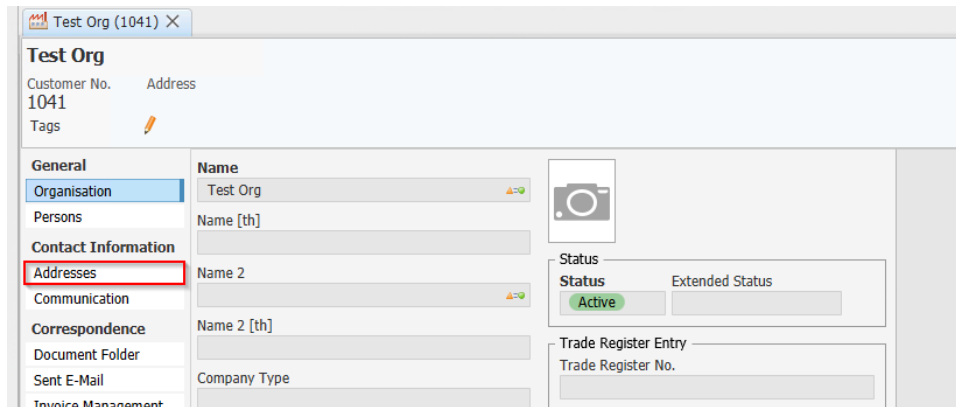 Test Org (1041)
Test Org
Customer No. Address
1041
Tags
General
Organisation
Persons
Contact Information
Addresses
Communication
Correspondence
Document Folder
Sent E-Mail
Invoice Management
Name
Test Org
Name [th]
Name 2
Name 2 [th]
Company Type
Status
Status Extended Status
Active
Trade Register Entry
Trade Register No.